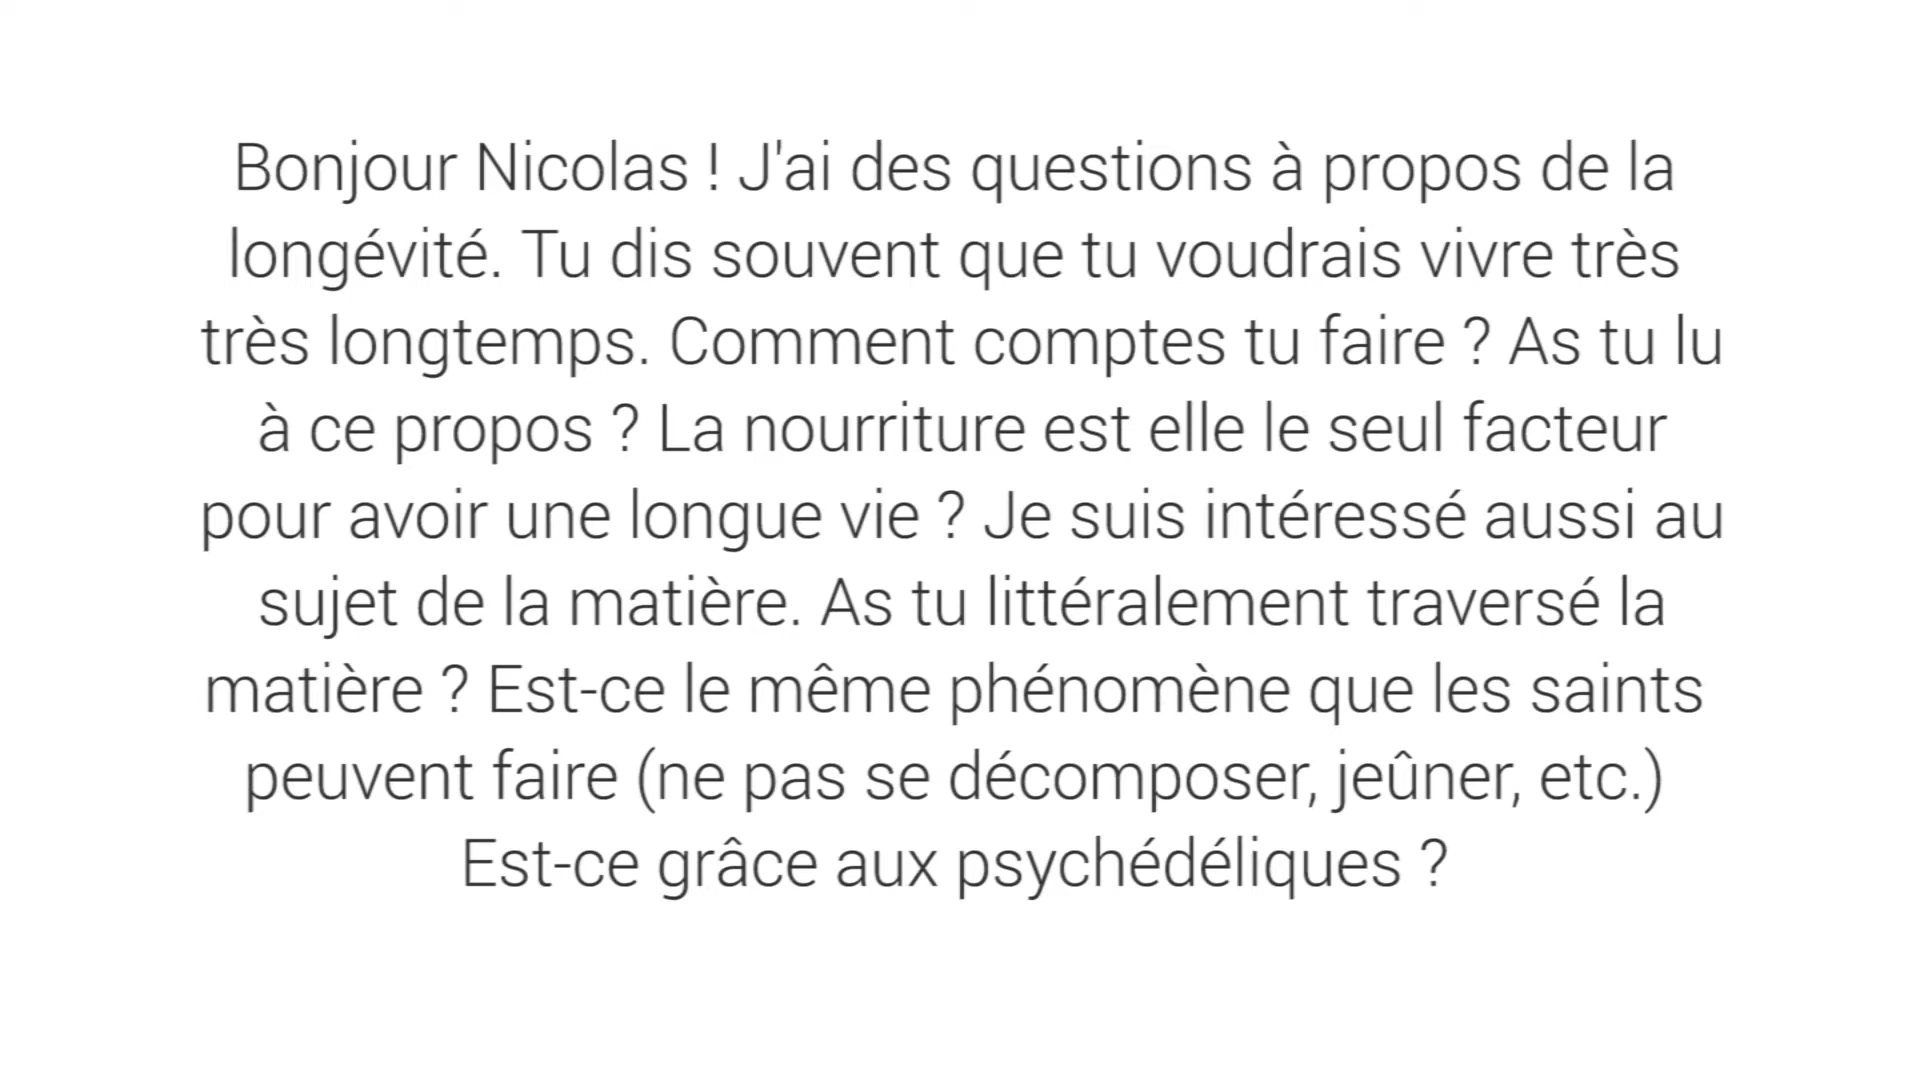 Bonjour Nicolas ! J'ai des questions à propos de la
longévité. Tu dis souvent que tu voudrais vivre très
très longtemps. Comment comptes tu faire ? As tu lu
à ce propos ? La nourriture est elle le seul facteur
pour avoir une longue vie ? Je suis intéressé aussi au
sujet de la matière. As tu littéralement traversé la
matière ? Est-ce le même phénomène que les saints
peuvent faire (ne pas se décomposer, jeûner, etc.)
Est-ce grâce aux psychédéliques ?